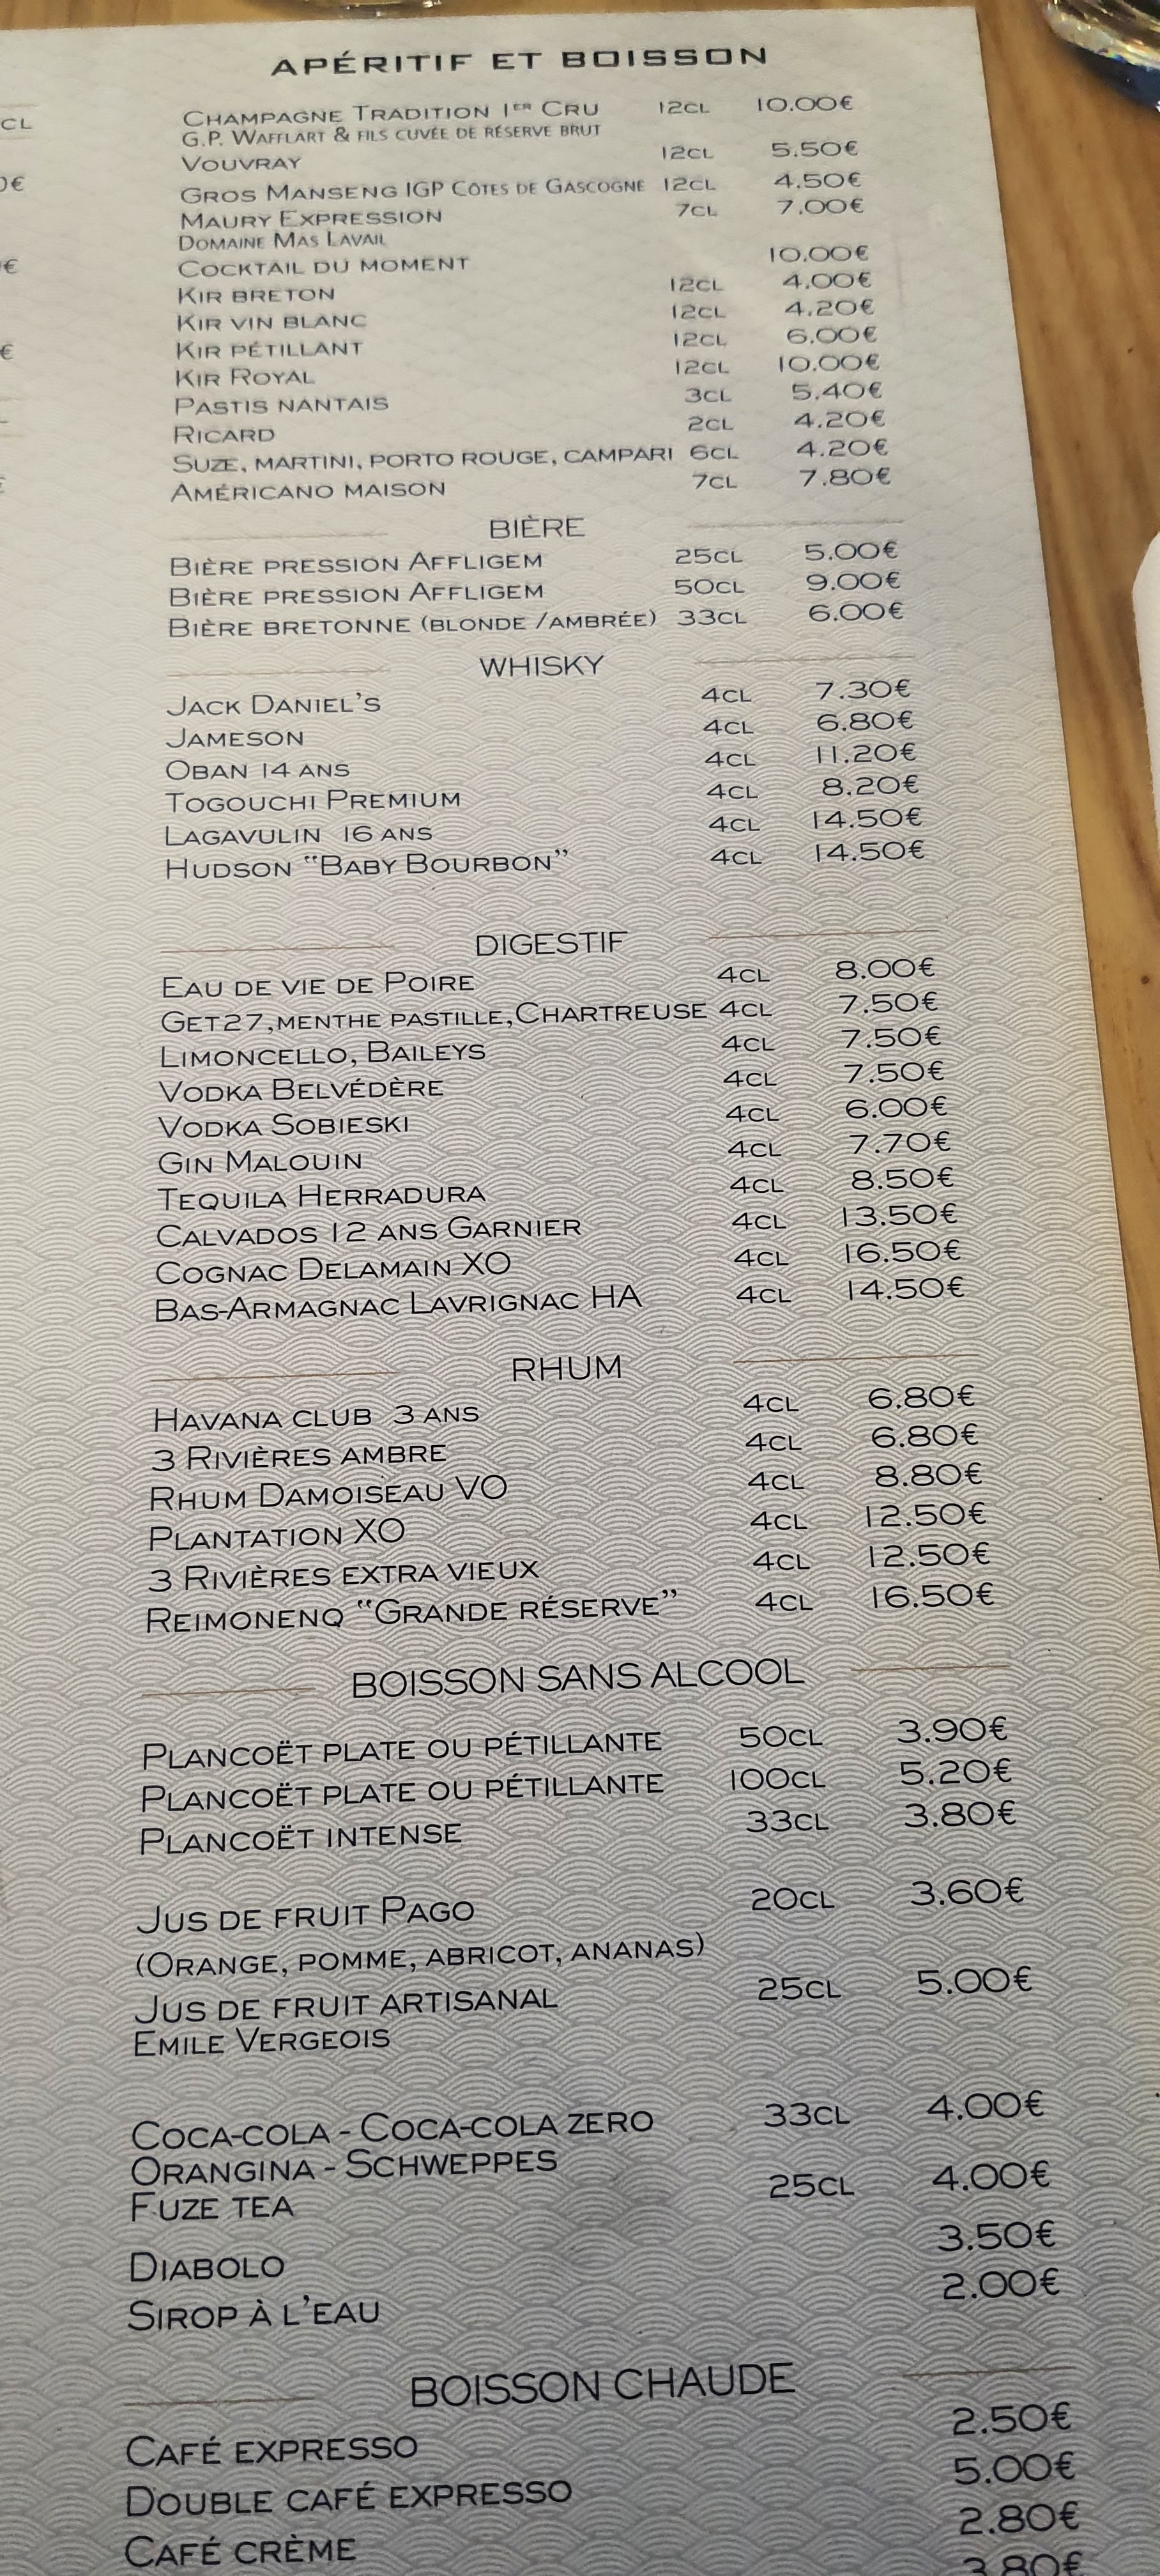 APÉRITIF ET BOISSON
CHAMPAGNE TRADITION 1ER CRU 12CL 10.00€
G.P. WAFFLART & FILS CUVÉE DE RÉSERVE BRUT
VOUVRAY 12CL 5.50€
GROS MANSENG IGP CÔTES DE GASCOGNE 12CL 4.50€
MAURY EXPRESSION 7CL 7.00€
DOMAINE MAS LAVAIL
COCKTAIL DU MOMENT 10.00€
KIR BRETON 12CL 4.00€
KIR VIN BLANC 12CL 4.20€
KIR PÉTILLANT 12CL 6.00€
KIR ROYAL 12CL 10.00€
PASTIS NANTAIS 3CL 5.40€
RICARD 2CL 4.20€
SUZE, MARTINI, PORTO ROUGE, CAMPARI 6CL 4.20€
AMÉRICANO MAISON 7CL 7.80€
BIÈRE
BIÈRE PRESSION AFFLIGEM 25CL 5.00€
BIÈRE PRESSION AFFLIGEM 50CL 9.00€
BIÈRE BRETONNE (BLONDE /AMBRÉE) 33CL 6.00€
WHISKY
JACK DANIEL'S 4CL 7.30€
JAMESON 4CL 6.80€
OBAN 14 ANS 4CL 11.20€
TOGOUCHI PREMIUM 4CL 8.20€
LAGAVULIN 16 ANS 4CL 14.50€
HUDSON “BABY BOURBON” 4CL 14.50€
DIGESTIF
EAU DE VIE DE POIRE 4CL 8.00€
GET27,MENTHE PASTILLE,CHARTREUSE 4CL 7.50€
LIMONCELLO, BAILEYS 4CL 7.50€
VODKA BELVÉDÈRE 4CL 7.50€
VODKA SOBIESKI 4CL 6.00€
GIN MALOUIN 4CL 7.70€
TEQUILA HERRADURA 4CL 8.50€
CALVADOS 12 ANS GARNIER 4CL 13.50€
COGNAC DELAMAIN XO 4CL 16.50€
BAS-ARMAGNAC LAVRIGNAC HA 4CL 14.50€
RHUM
HAVANA CLUB 3 ANS 4CL 6.80€
3 RIVIÈRES AMBRE 4CL 6.80€
RHUM DAMOISEAU VO 4CL 8.80€
PLANTATION XO 4CL 12.50€
3 RIVIÈRES EXTRA VIEUX 4CL 12.50€
REIMONENQ “GRANDE RÉSERVE” 4CL 16.50€
BOISSON SANS ALCOOL
PLANCOËT PLATE OU PÉTILLANTE 50CL 3.90€
PLANCOËT PLATE OU PÉTILLANTE 100CL 5.20€
PLANCOËT INTENSE 33CL 3.80€
JUS DE FRUIT PAGO 20CL 3.60€
(ORANGE, POMME, ABRICOT, ANANAS)
JUS DE FRUIT ARTISANAL 25CL 5.00€
EMILE VERGEOIS
COCA-COLA - COCA-COLA ZERO 33CL 4.00€
ORANGINA - SCHWEPPES
FUZE TEA 25CL 4.00€
DIABOLO 3.50€
SIROP À L'EAU 2.00€
BOISSON CHAUDE
CAFÉ EXPRESSO 2.50€
DOUBLE CAFÉ EXPRESSO 5.00€
CAFÉ CRÈME 2.80€
3.80€